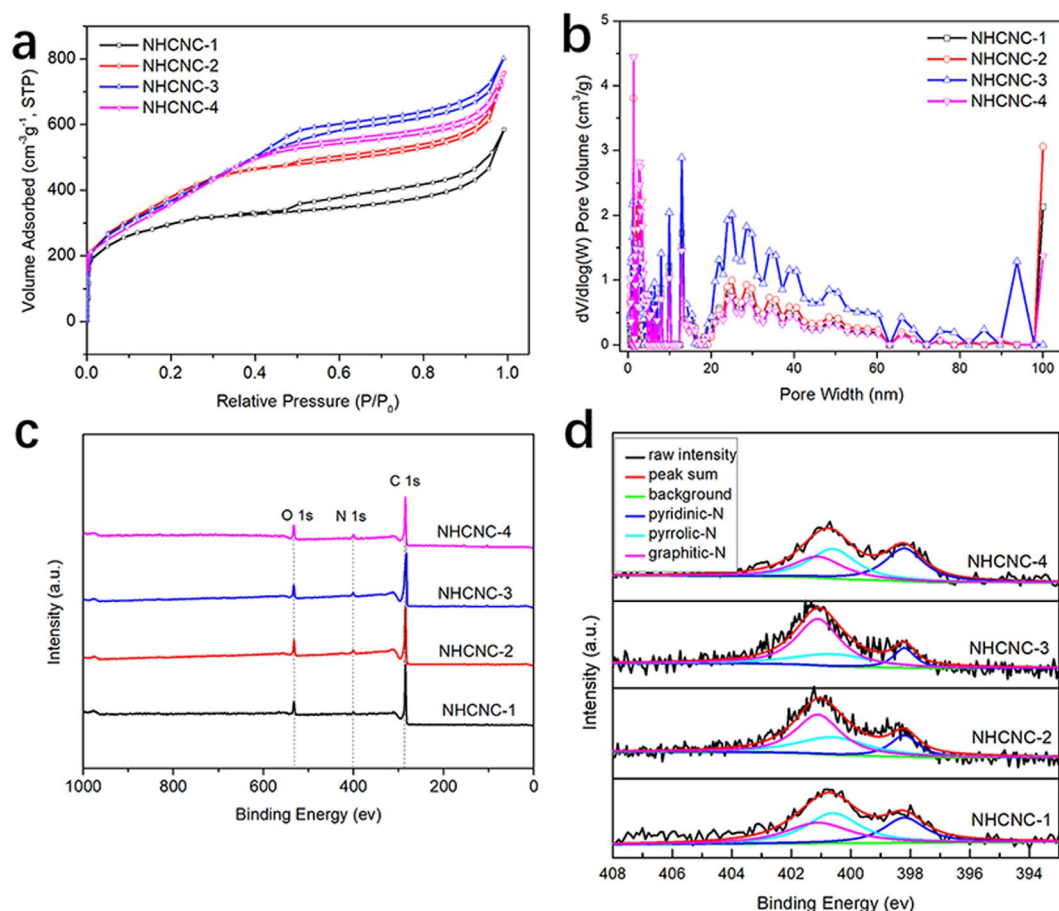 a
NHCNC-1
NHCNC-2
NHCNC-3
NHCNC-4
Volume Adsorbed (cm⁻³g⁻¹, STP)
800
600
400
200
0
0.0 0.2 0.4 0.6 0.8 1.0
Relative Pressure (P/P₀)
b
NHCNC-1
NHCNC-2
NHCNC-3
NHCNC-4
dV/dlog(W) Pore Volume (cm³/g)
5
4
3
2
1
0
0 20 40 60 80 100
Pore Width (nm)
c
C 1s
O 1s N 1s
NHCNC-4
NHCNC-3
NHCNC-2
NHCNC-1
Intensity (a.u.)
1000 800 600 400 200 0
Binding Energy (ev)
d
raw intensity
peak sum
background
pyridinic-N
pyrrolic-N
graphitic-N
NHCNC-4
NHCNC-3
NHCNC-2
NHCNC-1
Intensity (a.u.)
408 406 404 402 400 398 396 394
Binding Energy (ev)